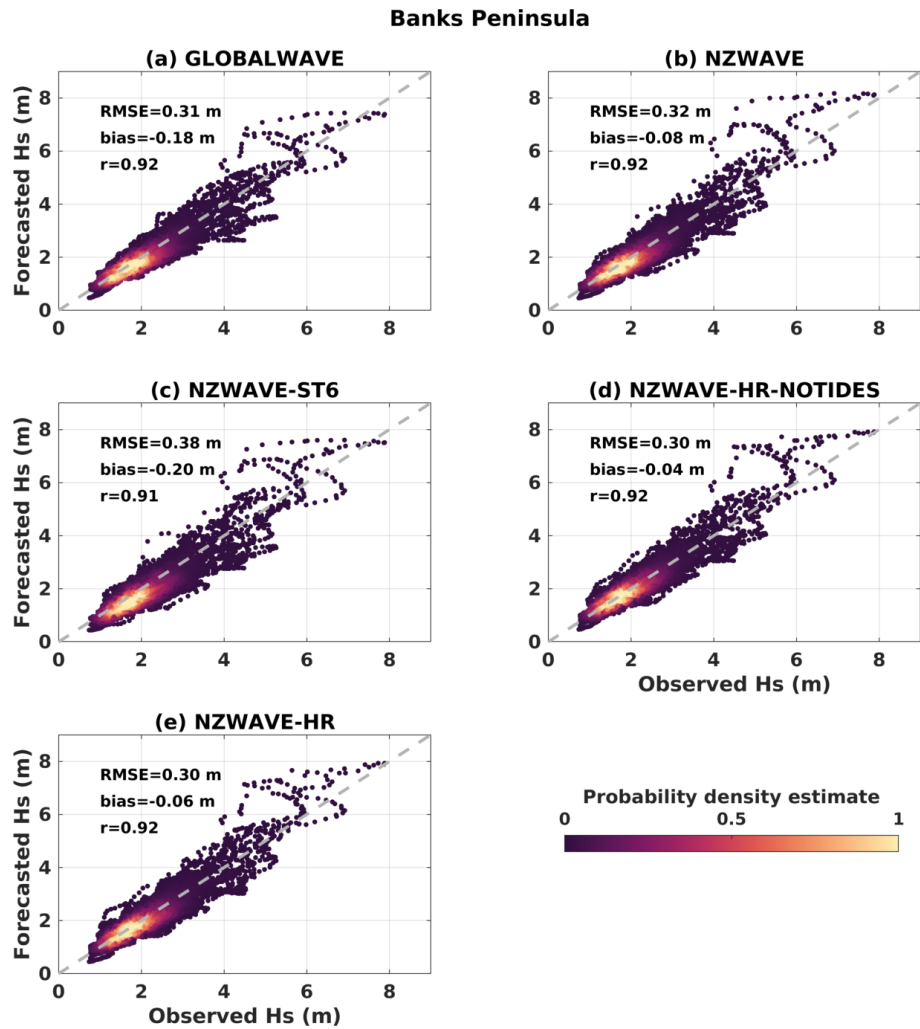 Banks Peninsula
(a) GLOBALWAVE
(b) NZWAVE
Forecasted Hs (m)
8
6
4
2
0
RMSE=0.31 m
bias=-0.18 m
r=0.92
0 2 4 6 8
8
6
4
2
0
RMSE=0.32 m
bias=-0.08 m
r=0.92
0 2 4 6 8
(c) NZWAVE-ST6
(d) NZWAVE-HR-NOTIDES
Forecasted Hs (m)
8
6
4
2
0
RMSE=0.38 m
bias=-0.20 m
r=0.91
0 2 4 6 8
8
6
4
2
0
RMSE=0.30 m
bias=-0.04 m
r=0.92
0 2 4 6 8
Observed Hs (m)
(e) NZWAVE-HR
Forecasted Hs (m)
8
6
4
2
0
RMSE=0.30 m
bias=-0.06 m
r=0.92
0 2 4 6 8
Observed Hs (m)
Probability density estimate
0 0.5 1